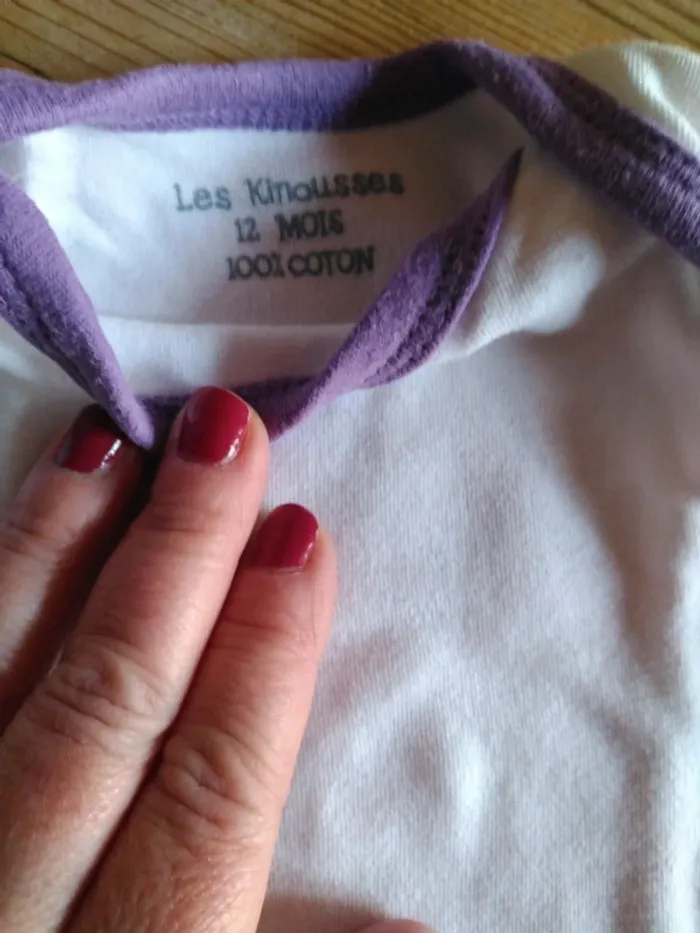 Les Kinousses
12 MOIS
100% COTON